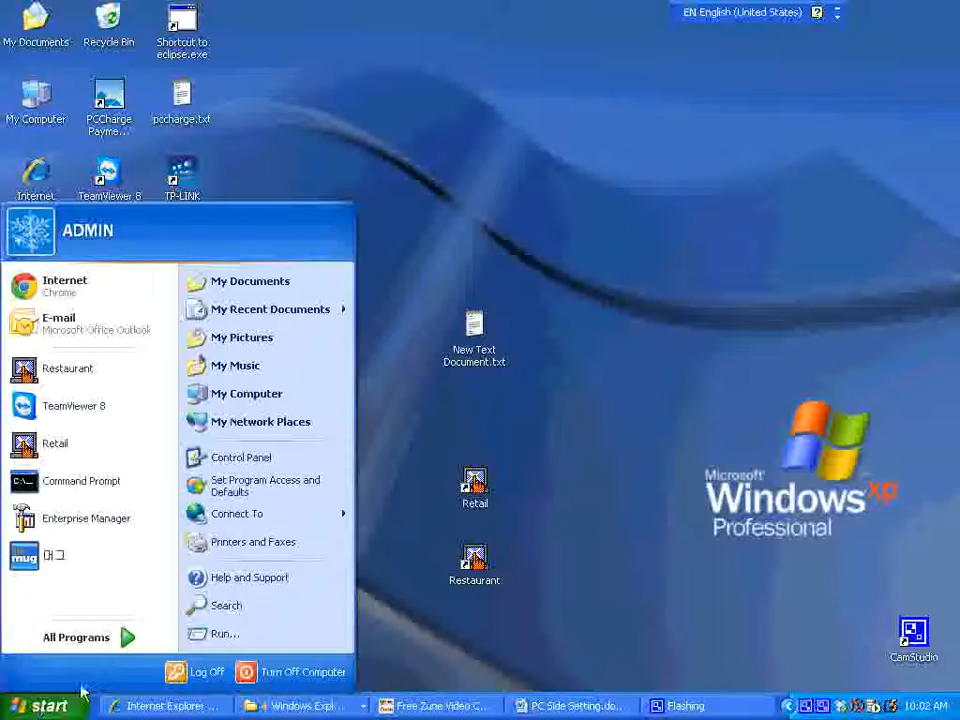 EN English (United States)
My Documents
Recycle Bin
Shortcut to
eclipse.exe
My Computer
PCCharge
Payme...
pccharge.txt
Internet
TeamViewer 8
TP-LINK
ADMIN
Internet
Chrome
E-mail
Microsoft Office Outlook
Restaurant
TeamViewer 8
Retail
Command Prompt
Enterprise Manager
mug
머그
All Programs
My Documents
My Recent Documents
My Pictures
My Music
My Computer
My Network Places
Control Panel
Set Program Access and
Defaults
Connect To
Printers and Faxes
Help and Support
Search
Run...
Log Off
Turn Off Computer
New Text
Document.txt
Retail
Restaurant
Microsoft
Windows xp
Professional
CamStudio
start
Internet Explorer ...
4 Windows Expl...
Free Zune Video C...
PC Side Setting.do...
Flashing
10:02 AM